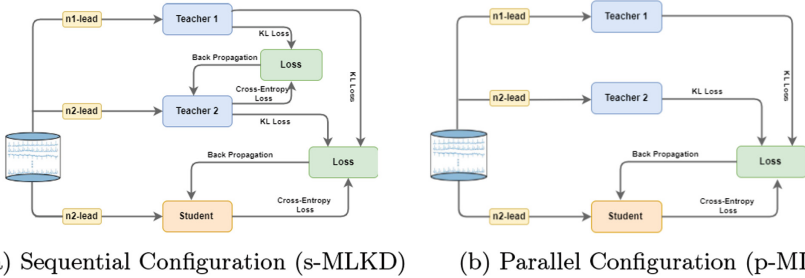 n1-lead
Teacher 1
KL Loss
Back Propagation
Loss
KL Loss
Cross-Entropy
Loss
n2-lead
Teacher 2
KL Loss
Back Propagation
Loss
n2-lead
Student
Cross-Entropy
Loss
) Sequential Configuration (s-MLKD)
n1-lead
Teacher 1
KL Loss
n2-lead
Teacher 2
KL Loss
Back Propagation
Loss
n2-lead
Student
Cross-Entropy
Loss
(b) Parallel Configuration (p-ML